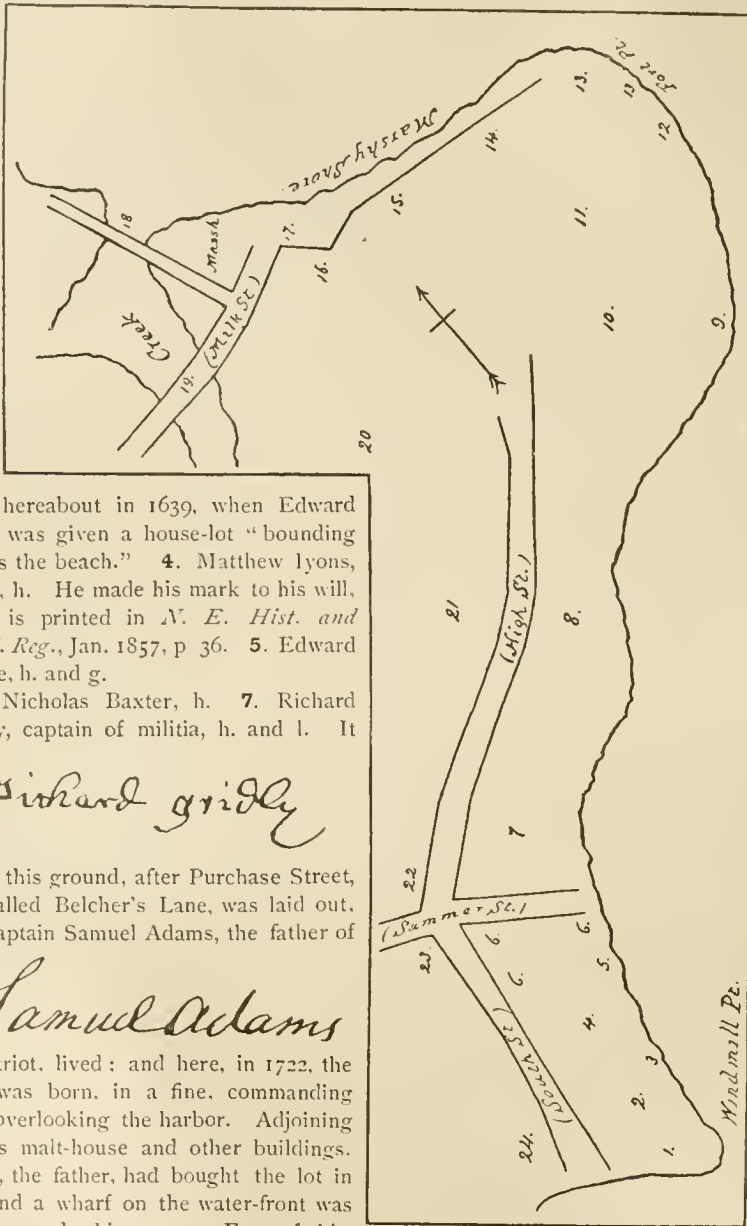 Fort Pt.
13.
13
12
Marshy Shore.
14.
15.
11.
18
Marsh
17.
16.
Creek
(Milk St.)
19.
10.
9.
20
hereabout in 1639, when Edward
was given a house-lot “bounding
s the beach.” 4. Matthew Iyons,
, h. He made his mark to his will,
is printed in N. E. Hist. and
. Reg., Jan. 1857, p 36. 5. Edward
e, h. and g.
Nicholas Baxter, h. 7. Richard
y, captain of militia, h. and l. It
Richard gridly
this ground, after Purchase Street,
alled Belcher's Lane, was laid out.
aptain Samuel Adams, the father of
Samuel Adams
riot, lived: and here, in 1722, the
was born, in a fine, commanding
overlooking the harbor. Adjoining
s malt-house and other buildings.
, the father, had bought the lot in
nd a wharf on the water-front was
21
(High St.)
8.
7
22
(Summer St.)
23
6.
6.
6.
5.
(South St.)
4.
3
2.
24.
1.
Windmill Pt.